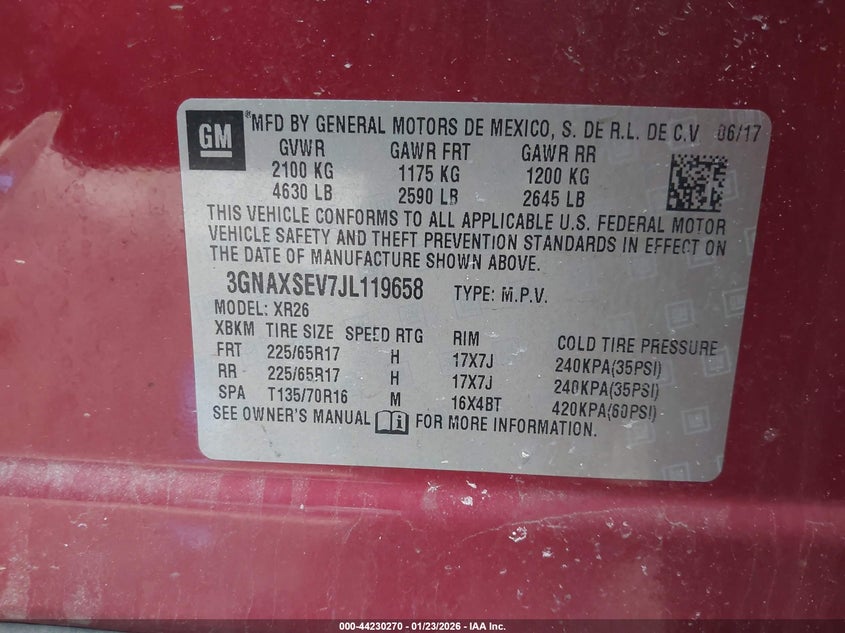 GM
®MFD BY GENERAL MOTORS DE MEXICO, S. DE R.L. DE C.V 06/17
GVWR GAWR FRT GAWR RR
2100 KG 1175 KG 1200 KG
4630 LB 2590 LB 2645 LB
THIS VEHICLE CONFORMS TO ALL APPLICABLE U.S. FEDERAL MOTOR
VEHICLE SAFETY AND THEFT PREVENTION STANDARDS IN EFFECT ON
THE DATE OF MANUFACTURE SHOWN ABOVE.
3GNAXSEV7JL119658 TYPE: M.P.V.
MODEL: XR26
XBKM TIRE SIZE SPEED RTG RIM COLD TIRE PRESSURE
FRT 225/65R17 H 17X7J 240KPA(35PSI)
RR 225/65R17 H 17X7J 240KPA(35PSI)
SPA T135/70R16 M 16X4BT 420KPA(60PSI)
SEE OWNER'S MANUAL FOR MORE INFORMATION.
000-44230270 | 01/23/2026 | IAA Inc.